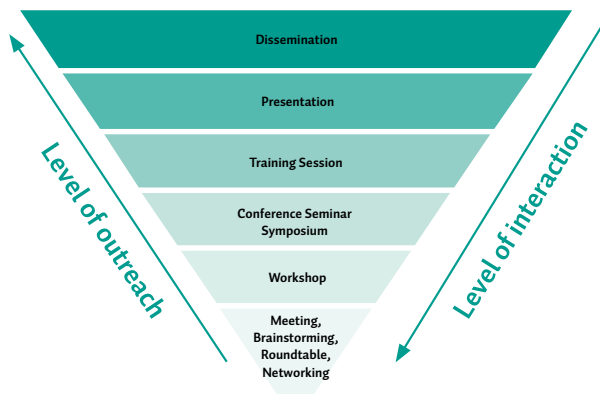 Dissemination
Presentation
Training Session
Conference Seminar
Symposium
Workshop
Meeting,
Brainstorming,
Roundtable,
Networking
Level of outreach
Level of interaction